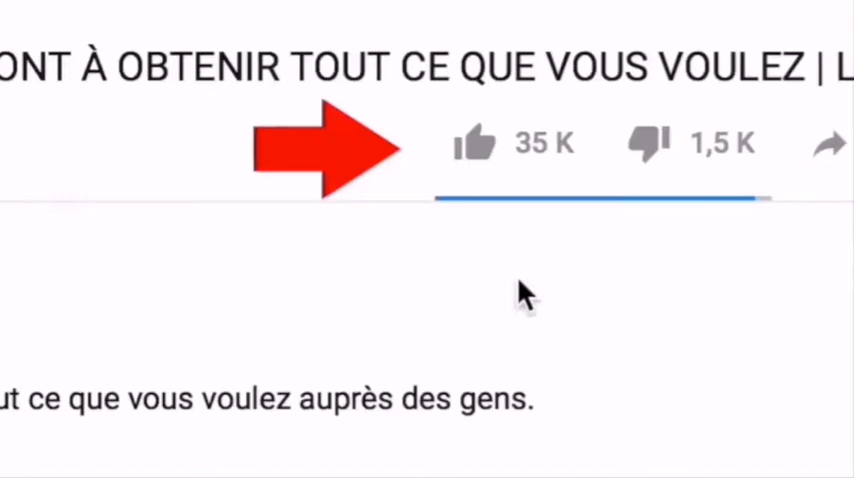 ONT À OBTENIR TOUT CE QUE VOUS VOULEZ | L
35 K 1,5 K
ut ce que vous voulez auprès des gens.